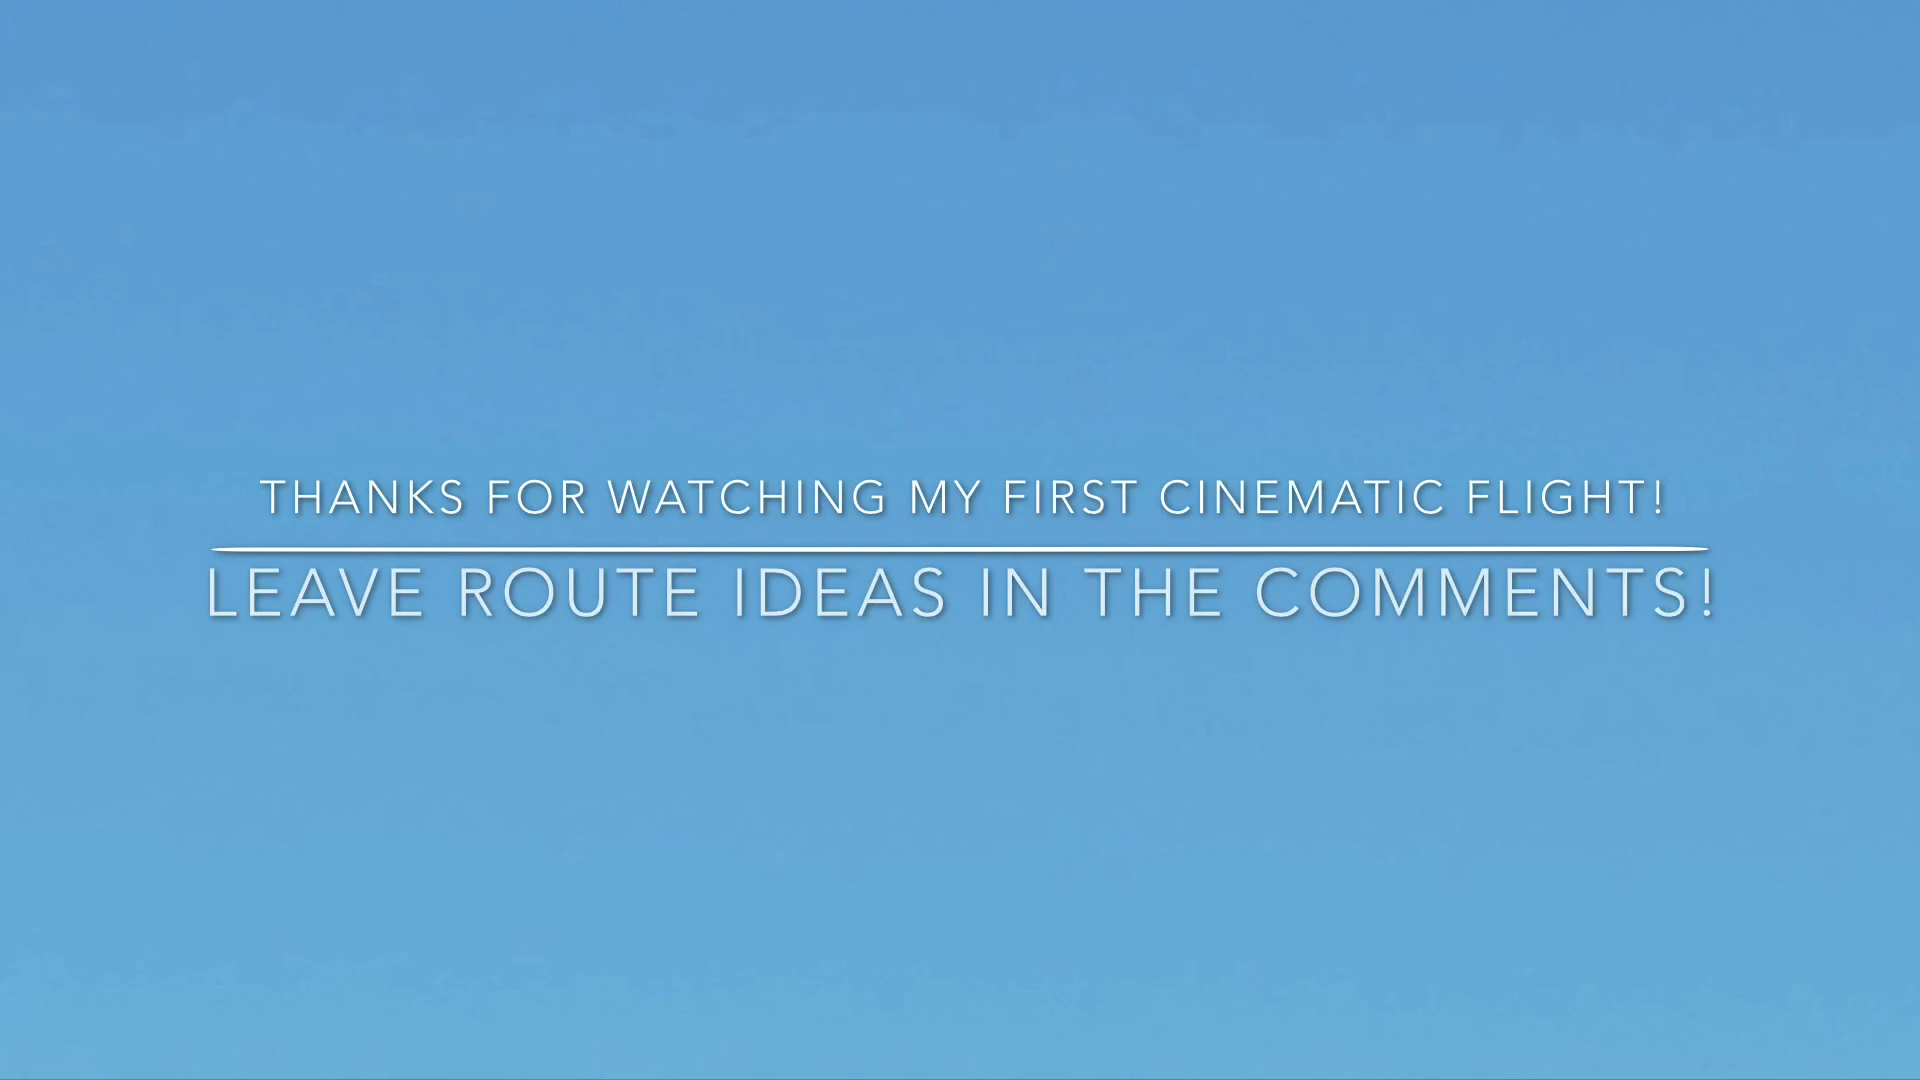 THANKS FOR WATCHING MY FIRST CINEMATIC FLIGHT!
LEAVE ROUTE IDEAS IN THE COMMENTS!